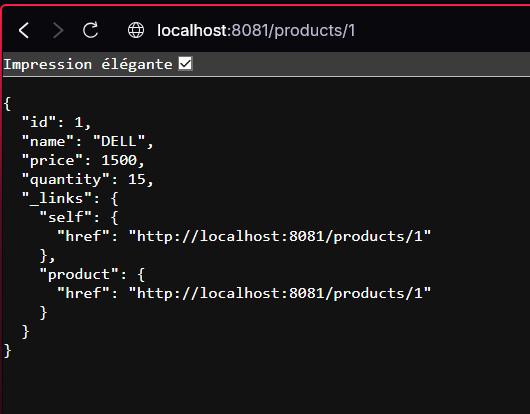 localhost:8081/products/1
Impression élégante
{
  "id": 1,
  "name": "DELL",
  "price": 1500,
  "quantity": 15,
  "_links": {
    "self": {
      "href": "http://localhost:8081/products/1"
    },
    "product": {
      "href": "http://localhost:8081/products/1"
    }
  }
}